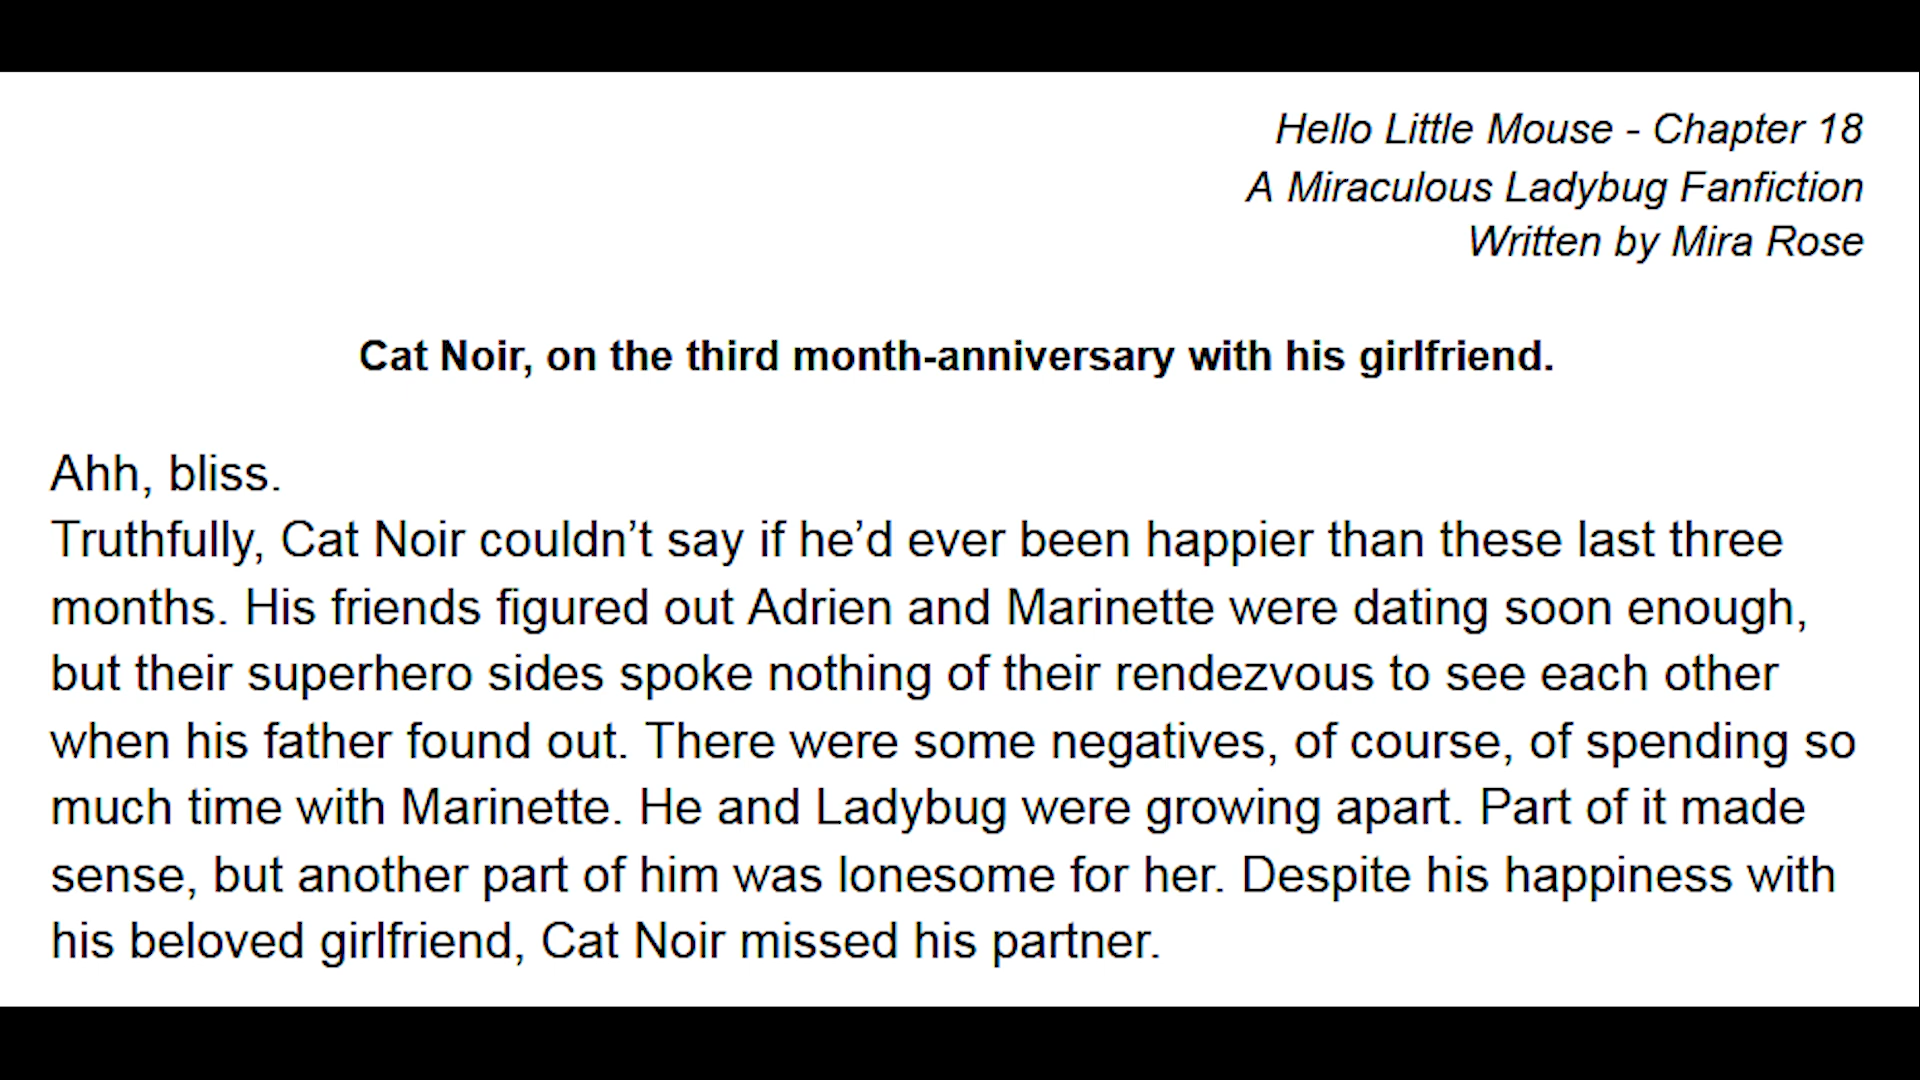 Hello Little Mouse - Chapter 18
A Miraculous Ladybug Fanfiction
Written by Mira Rose
Cat Noir, on the third month-anniversary with his girlfriend.
Ahh, bliss.
Truthfully, Cat Noir couldn’t say if he’d ever been happier than these last three
months. His friends figured out Adrien and Marinette were dating soon enough,
but their superhero sides spoke nothing of their rendezvous to see each other
when his father found out. There were some negatives, of course, of spending so
much time with Marinette. He and Ladybug were growing apart. Part of it made
sense, but another part of him was lonesome for her. Despite his happiness with
his beloved girlfriend, Cat Noir missed his partner.